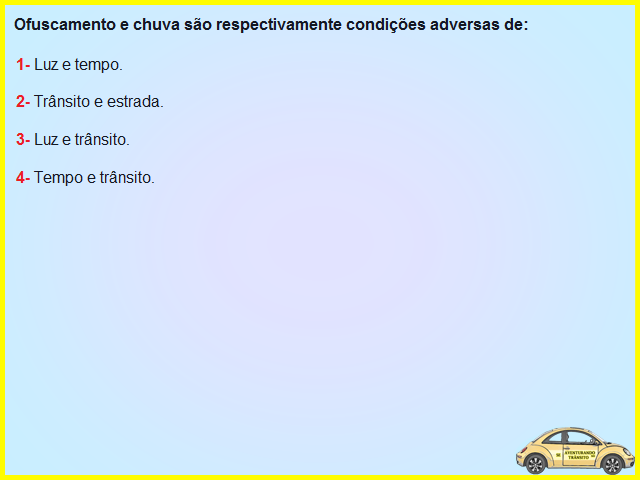 Ofuscamento e chuva são respectivamente condições adversas de:
1- Luz e tempo.
2- Trânsito e estrada.
3- Luz e trânsito.
4- Tempo e trânsito.
AVENTURANDO
TRÂNSITO